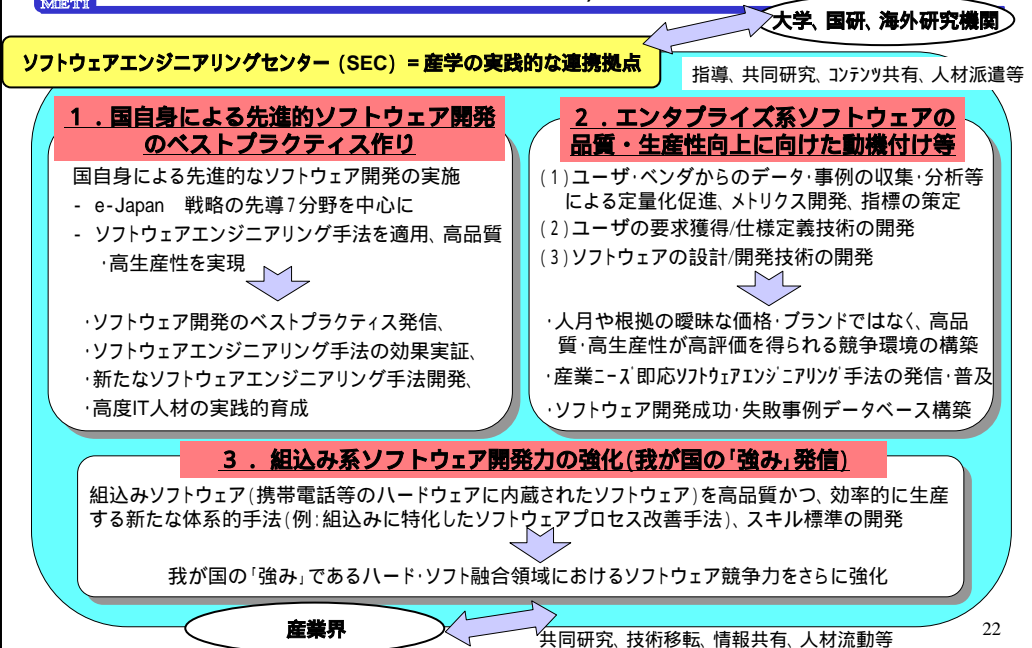 METI
大学、国研、海外研究機関
ソフトウェアエンジニアリングセンター (SEC) =産学の実践的な連携拠点
指導、共同研究、コンテンツ共有、人材派遣等
1.国自身による先進的ソフトウェア開発
のベストプラクティス作り
国自身による先進的なソフトウェア開発の実施
- e-Japan 戦略の先導7分野を中心に
- ソフトウェアエンジニアリング手法を適用、高品質
・高生産性を実現
・ソフトウェア開発のベストプラクティス発信、
・ソフトウェアエンジニアリング手法の効果実証、
・新たなソフトウェアエンジニアリング手法開発、
・高度IT人材の実践的育成
2.エンタプライズ系ソフトウェアの
品質・生産性向上に向けた動機付け等
(1)ユーザ・ベンダからのデータ・事例の収集・分析等
による定量化促進、メトリクス開発、指標の策定
(2)ユーザの要求獲得/仕様定義技術の開発
(3)ソフトウェアの設計/開発技術の開発
・人月や根拠の曖昧な価格・ブランドではなく、高品
質・高生産性が高評価を得られる競争環境の構築
・産業ニーズ即応ソフトウェアエンジニアリング手法の発信・普及
・ソフトウェア開発成功・失敗事例データベース構築
3.組込み系ソフトウェア開発力の強化(我が国の「強み」発信)
組込みソフトウェア(携帯電話等のハードウェアに内蔵されたソフトウェア)を高品質かつ、効率的に生産
する新たな体系的手法(例:組込みに特化したソフトウェアプロセス改善手法)、スキル標準の開発
我が国の「強み」であるハード・ソフト融合領域におけるソフトウェア競争力をさらに強化
産業界
共同研究、技術移転、情報共有、人材流動等
22